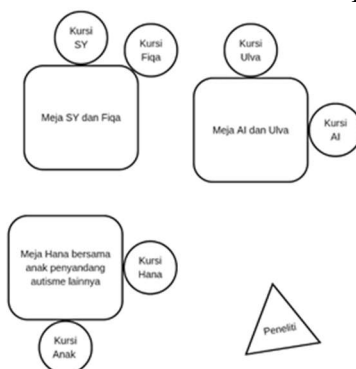 Kursi
SY
Kursi
Fiqa
Kursi
Ulva
Meja SY dan Fiqa
Meja AI dan Ulva
Kursi
AI
Meja Hana bersama
anak penyandang
autisme lainnya
Kursi
Hana
Kursi
Anak
Peneliti